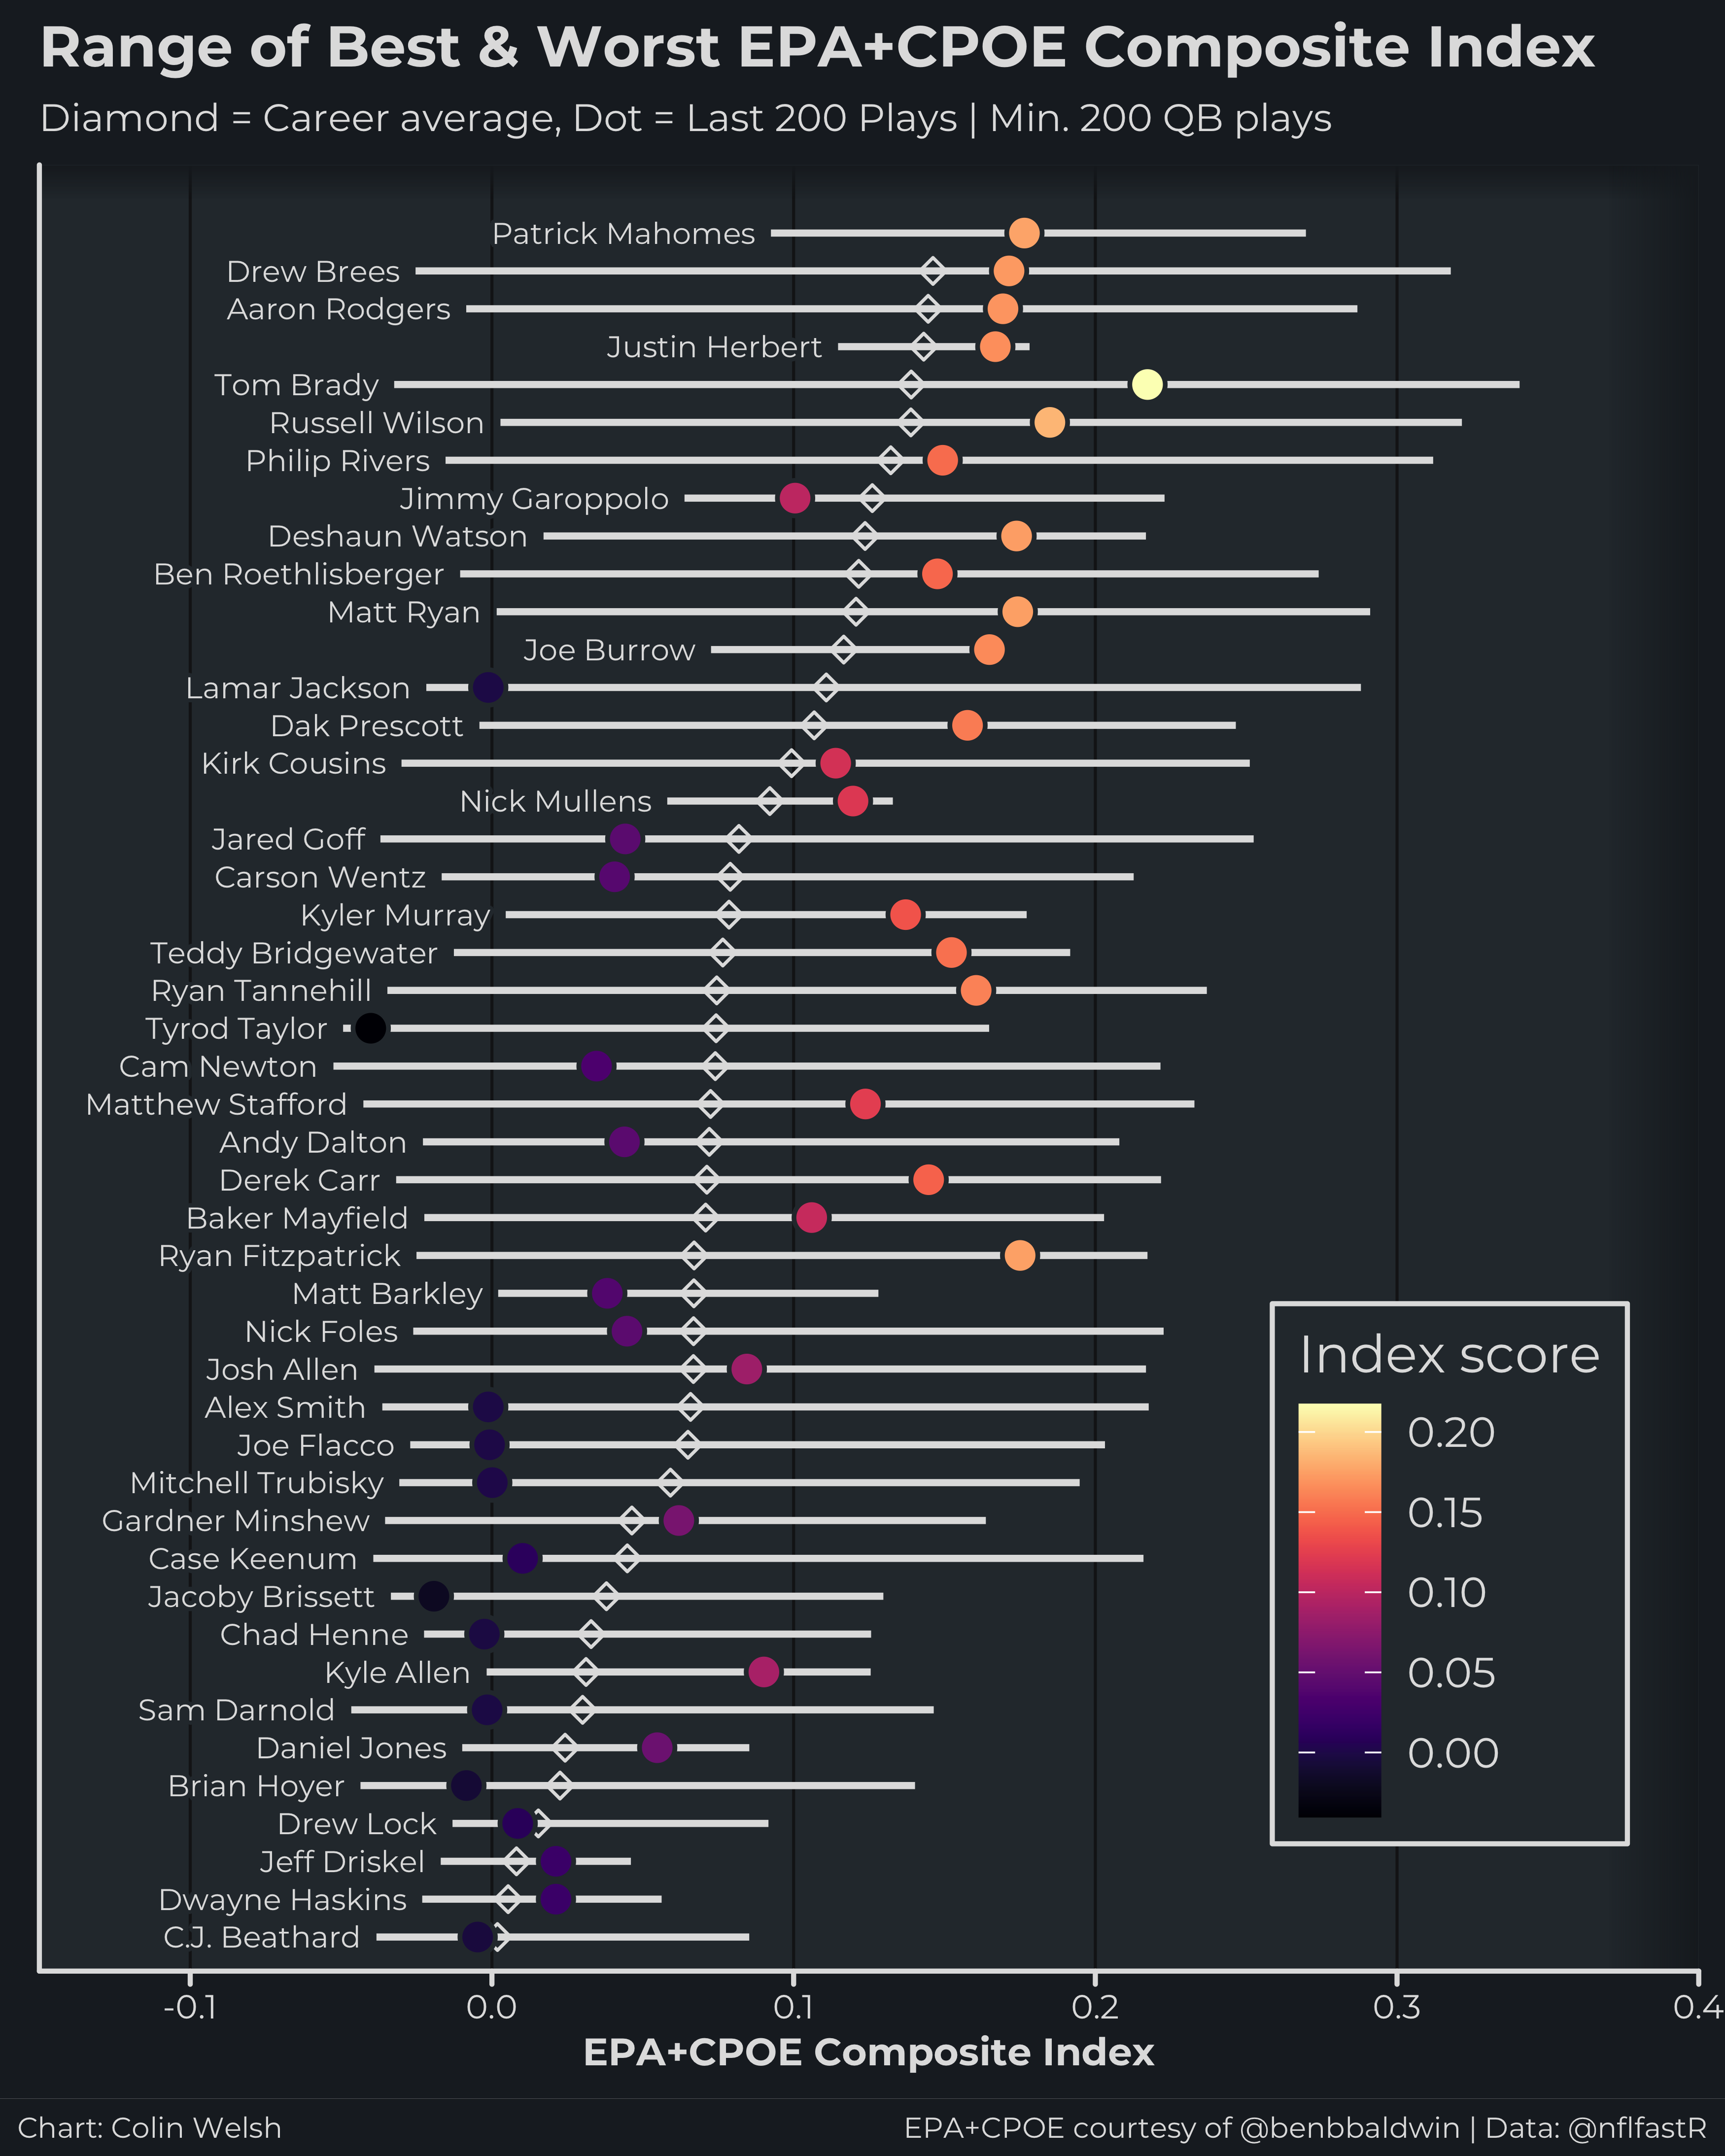 Range of Best & Worst EPA+CPOE Composite Index
Diamond = Career average, Dot = Last 200 Plays | Min. 200 QB plays
Patrick Mahomes
Drew Brees
Aaron Rodgers
Justin Herbert
Tom Brady
Russell Wilson
Philip Rivers
Jimmy Garoppolo
Deshaun Watson
Ben Roethlisberger
Matt Ryan
Joe Burrow
Lamar Jackson
Dak Prescott
Kirk Cousins
Nick Mullens
Jared Goff
Carson Wentz
Kyler Murray
Teddy Bridgewater
Ryan Tannehill
Tyrod Taylor
Cam Newton
Matthew Stafford
Andy Dalton
Derek Carr
Baker Mayfield
Ryan Fitzpatrick
Matt Barkley
Nick Foles
Josh Allen
Alex Smith
Joe Flacco
Mitchell Trubisky
Gardner Minshew
Case Keenum
Jacoby Brissett
Chad Henne
Kyle Allen
Sam Darnold
Daniel Jones
Brian Hoyer
Drew Lock
Jeff Driskel
Dwayne Haskins
C.J. Beathard
Index score
0.20
0.15
0.10
0.05
0.00
-0.1 0.0 0.1 0.2 0.3 0.4
EPA+CPOE Composite Index
Chart: Colin Welsh
EPA+CPOE courtesy of @benbbaldwin | Data: @nflfastR